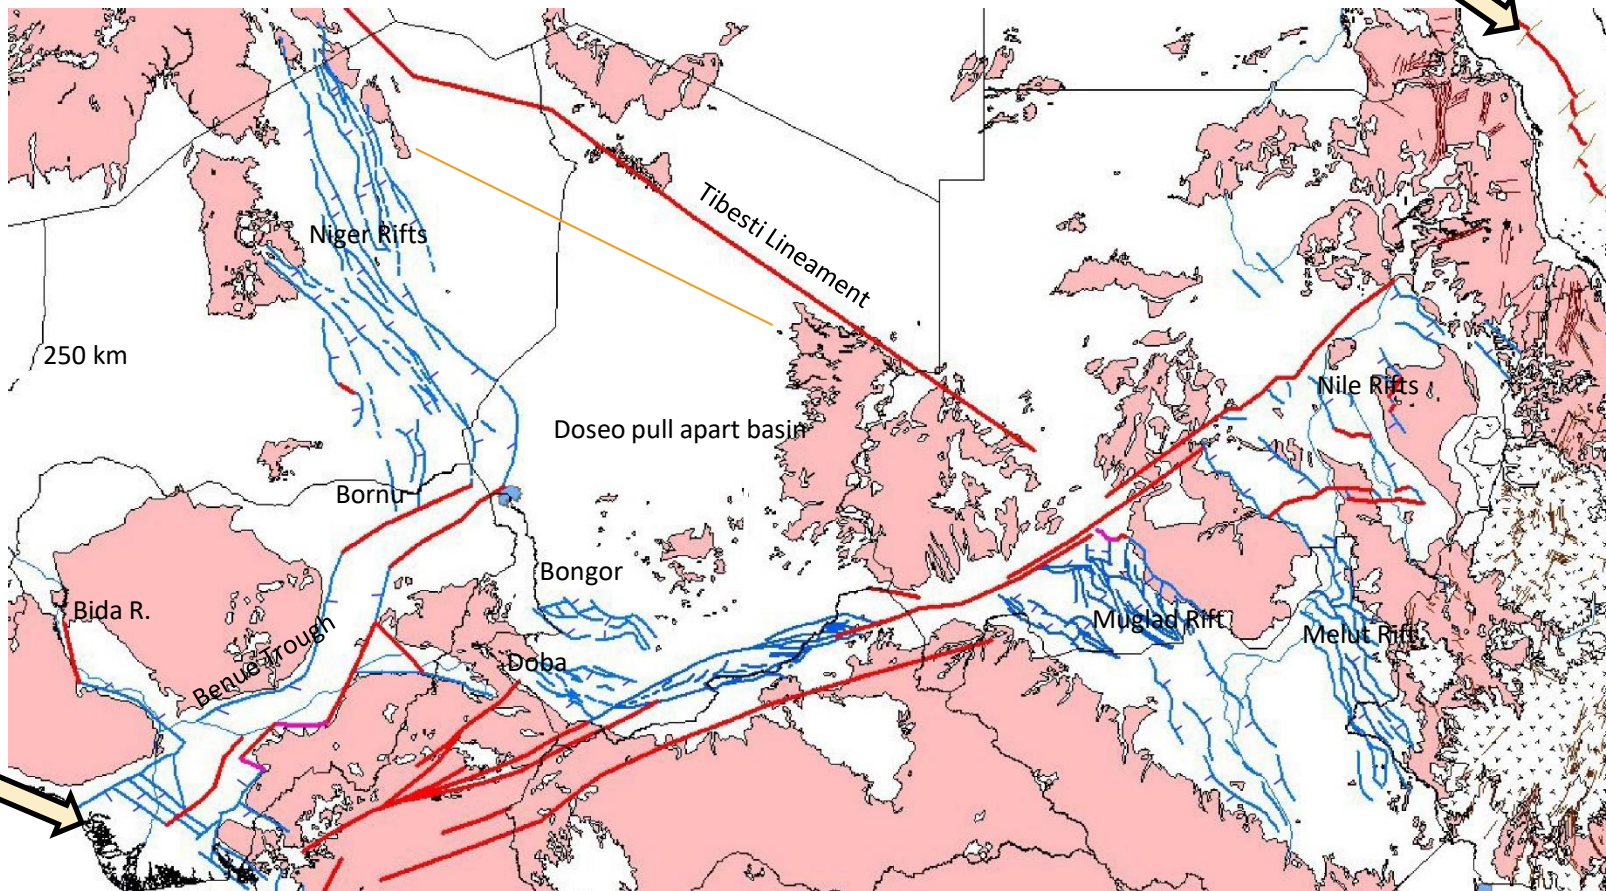 Tibesti Lineament
Niger Rifts
250 km
Nile Rifts
Doseo pull apart basin
Bornu
Bongor
Bida R.
Muglad Rift
Melut Rift
Benue Trough
Doba